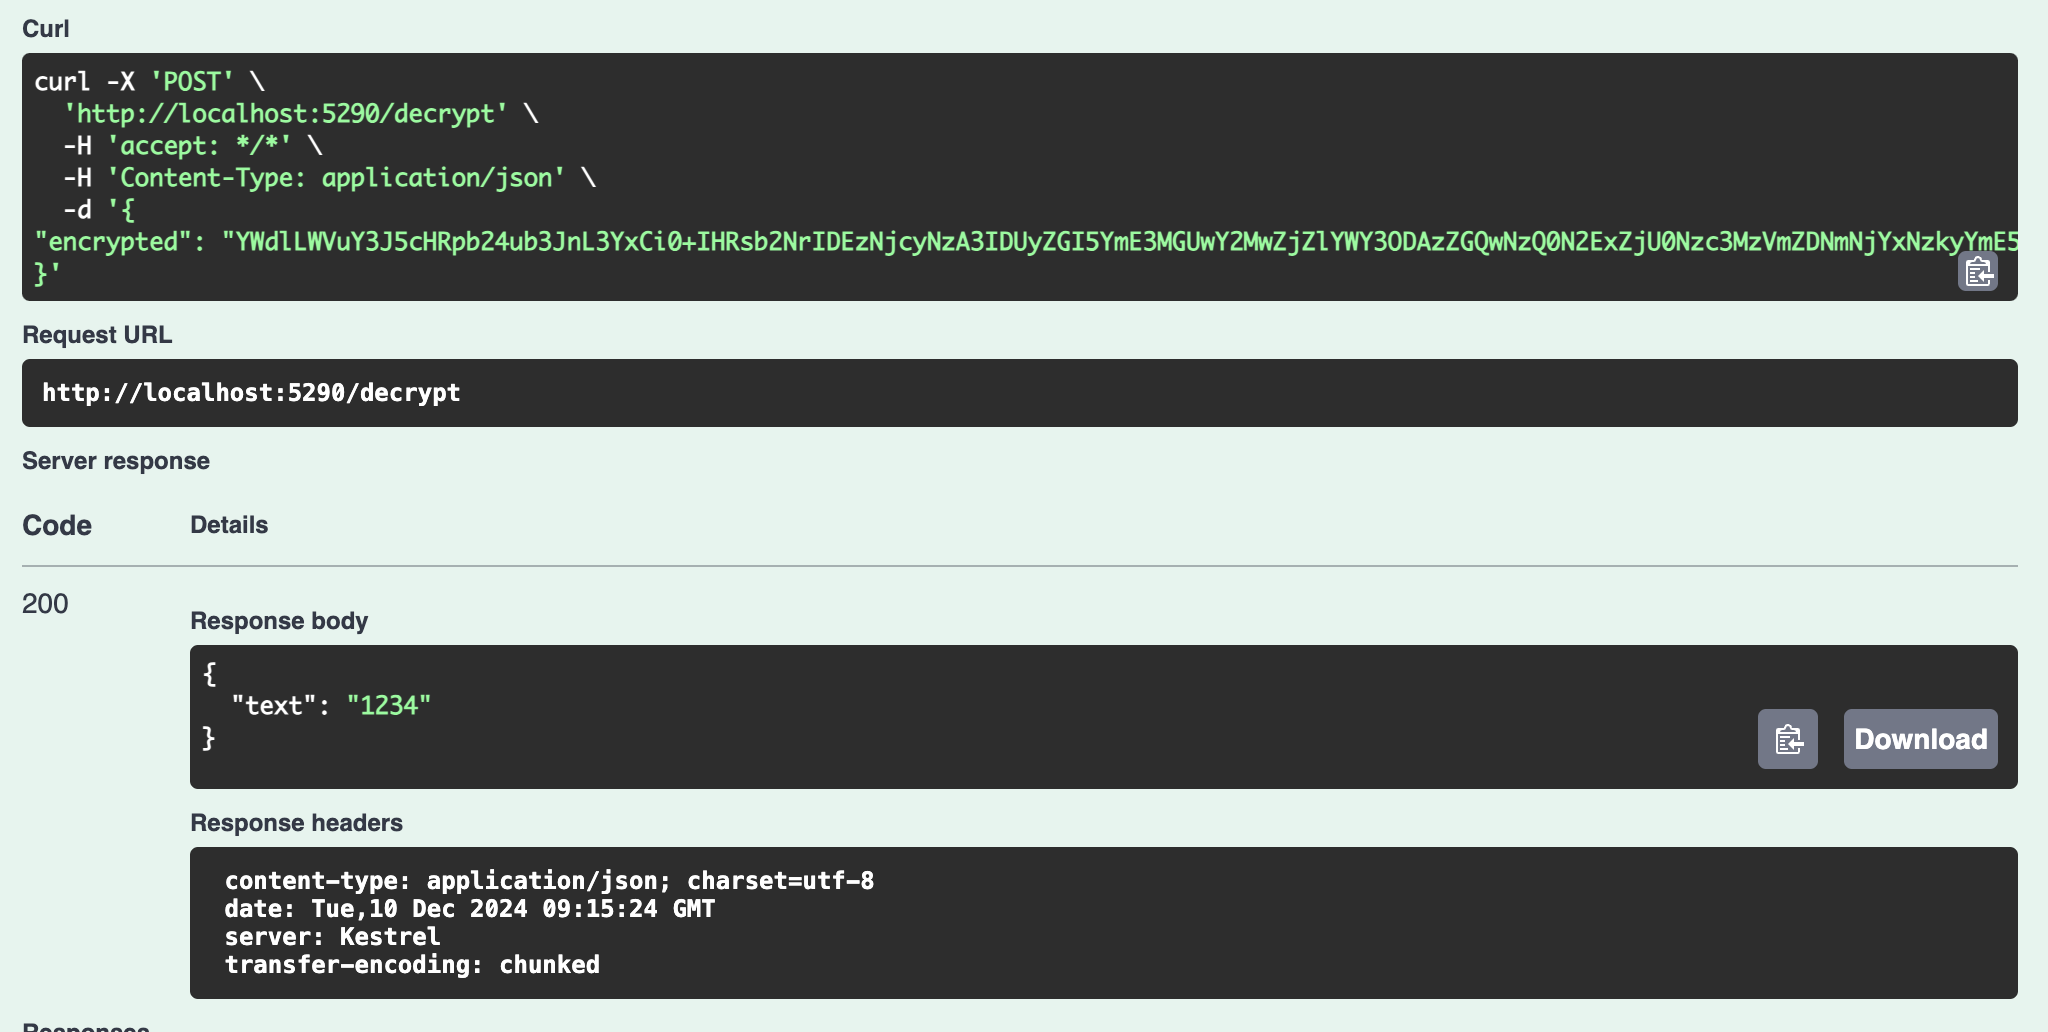 Curl
curl -X 'POST' \
'http://localhost:5290/decrypt' \
-H 'accept: */*' \
-H 'Content-Type: application/json' \
-d '{
"encrypted": "YWdlLWVuY3J5cHRpb24ub3JnL3YxCi0+IHRsb2NrIDEzNjcyNzA3IDUyZGI5YmE3MGUwY2MwZjZlYWY3ODAzZGQwNzQ0N2ExZjU0Nzc3MzVmZDNmNjYxNzkyYmE5
}'
Request URL
http://localhost:5290/decrypt
Server response
Code Details
200
Response body
{
"text": "1234"
}
Download
Response headers
content-type: application/json; charset=utf-8
date: Tue,10 Dec 2024 09:15:24 GMT
server: Kestrel
transfer-encoding: chunked
Responses